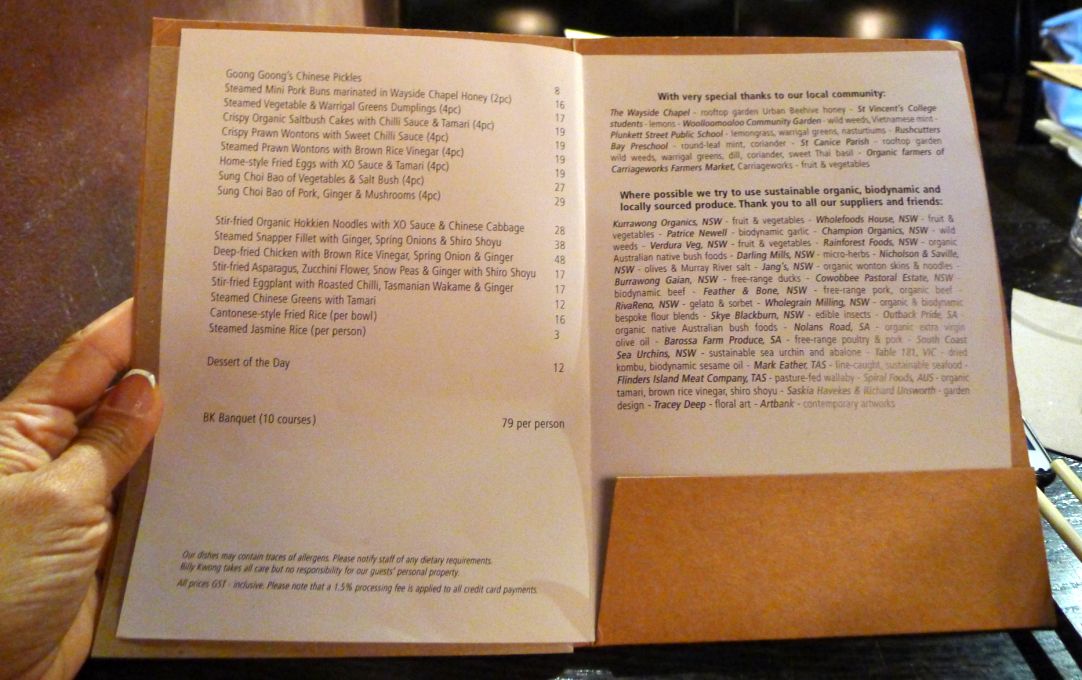 Goong Goong's Chinese Pickles 8
Steamed Mini Pork Buns marinated in Wayside Chapel Honey (2pc) 16
Steamed Vegetable & Warrigal Greens Dumplings (4pc) 17
Crispy Organic Saltbush Cakes with Chilli Sauce & Tamari (4pc) 19
Crispy Prawn Wontons with Sweet Chilli Sauce (4pc) 19
Steamed Prawn Wontons with Brown Rice Vinegar (4pc) 19
Home-style Fried Eggs with XO Sauce & Tamari (4pc) 19
Sung Choi Bao of Vegetables & Salt Bush (4pc) 27
Sung Choi Bao of Pork, Ginger & Mushrooms (4pc) 29
Stir-fried Organic Hokkien Noodles with XO Sauce & Chinese Cabbage 28
Steamed Snapper Fillet with Ginger, Spring Onions & Shiro Shoyu 38
Deep-fried Chicken with Brown Rice Vinegar, Spring Onion & Ginger 48
Stir-fried Asparagus, Zucchini Flower, Snow Peas & Ginger with Shiro Shoyu 17
Stir-fried Eggplant with Roasted Chilli, Tasmanian Wakame & Ginger 17
Steamed Chinese Greens with Tamari 12
Cantonese-style Fried Rice (per bowl) 16
Steamed Jasmine Rice (per person) 3
Dessert of the Day 12
BK Banquet (10 courses) 79 per person
Our dishes may contain traces of allergens. Please notify staff of any dietary requirements.
Billy Kwong takes all care but no responsibility for our guests' personal property.
All prices GST - inclusive. Please note that a 1.5% processing fee is applied to all credit card payments.
With very special thanks to our local community:
The Wayside Chapel - rooftop garden Urban Beehive honey - St Vincent's College
students - lemons - Woolloomooloo Community Garden - wild weeds, Vietnamese mint -
Plunkett Street Public School - lemongrass, warrigal greens, nasturtiums - Rushcutters
Bay Preschool - round-leaf mint, coriander - St Canice Parish - rooftop garden
wild weeds, warrigal greens, dill, coriander, sweet Thai basil - Organic farmers of
Carriageworks Farmers Market, Carriageworks - fruit & vegetables
Where possible we try to use sustainable organic, biodynamic and
locally sourced produce. Thank you to all our suppliers and friends:
Kurrawong Organics, NSW - fruit & vegetables - Wholefoods House, NSW - fruit &
vegetables - Patrice Newell - biodynamic garlic - Champion Organics, NSW - wild
weeds - Verdura Veg, NSW - fruit & vegetables - Rainforest Foods, NSW - organic
Australian native bush foods - Darling Mills, NSW - micro-herbs - Nicholson & Saville,
NSW - olives & Murray River salt - Jang's, NSW - organic wonton skins & noodles -
Burrawong Gaian, NSW - free-range ducks - Cowobbee Pastoral Estate, NSW -
biodynamic beef - Feather & Bone, NSW - free-range pork, organic beef -
RivaReno, NSW - gelato & sorbet - Wholegrain Milling, NSW - organic & biodynamic
bespoke flour blends - Skye Blackburn, NSW - edible insects - Outback Pride, SA -
organic native Australian bush foods - Nolans Road, SA - organic extra virgin
olive oil - Barossa Farm Produce, SA - free-range poultry & pork - South Coast
Sea Urchins, NSW - sustainable sea urchin and abalone - Table 181, VIC - dried
kombu, biodynamic sesame oil - Mark Eather, TAS - line-caught, sustainable seafood -
Flinders Island Meat Company, TAS - pasture-fed wallaby - Spiral Foods, AUS - organic
tamari, brown rice vinegar, shiro shoyu - Saskia Havekes & Richard Unsworth - garden
design - Tracey Deep - floral art - Artbank - contemporary artworks